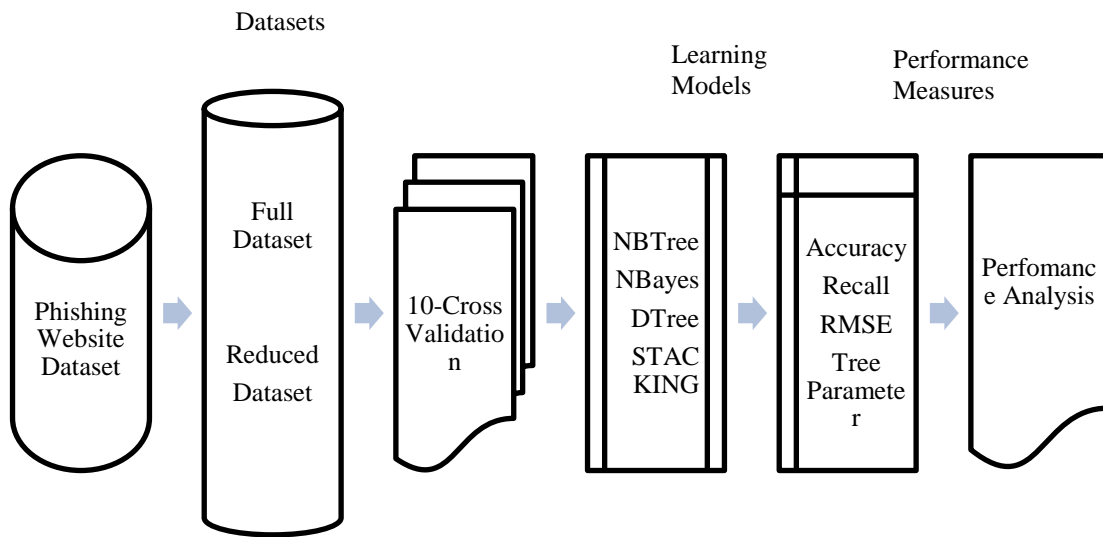 Datasets
Learning
Models
Performance
Measures
Phishing
Website
Dataset
Full
Dataset
Reduced
Dataset
10-Cross
Validatio
n
NBTree
NBayes
DTree
STAC
KING
Accuracy
Recall
RMSE
Tree
Paramete
r
Perfomanc
e Analysis